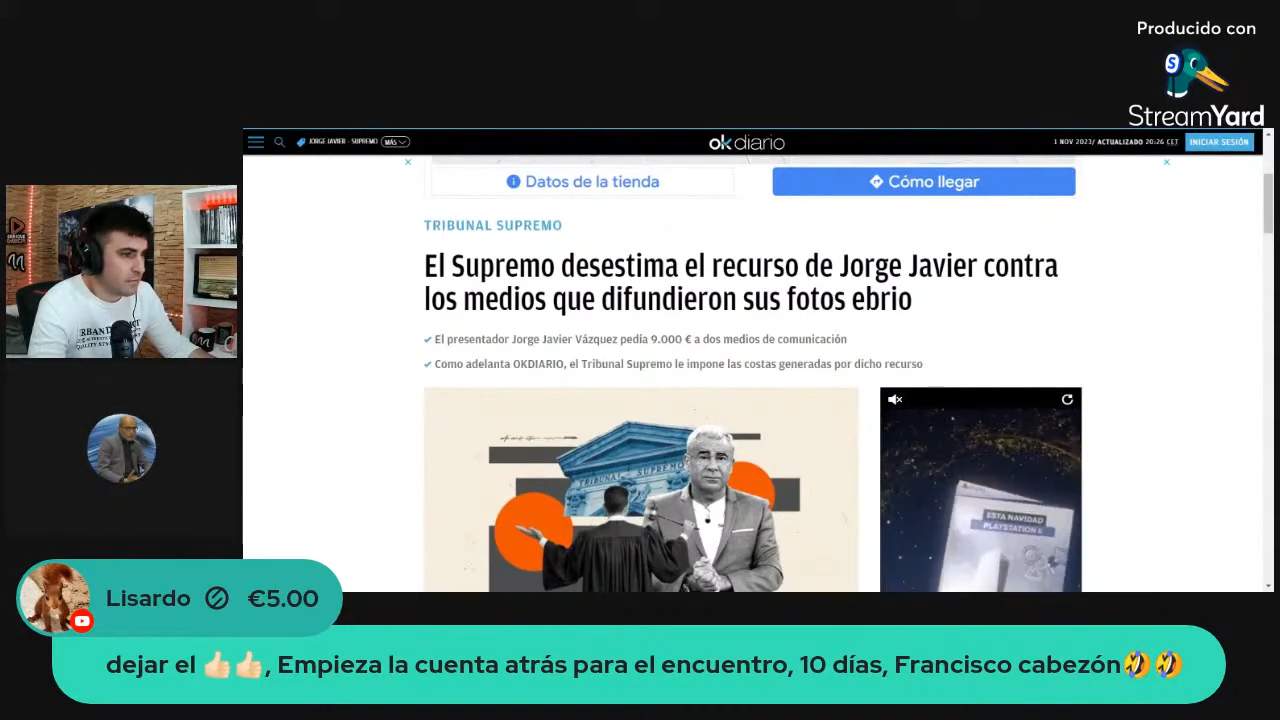 Producido con
StreamYard
JORGE JAVIER - SUPREMO
MÁS
okdiario
1 NOV 2023/ ACTUALIZADO 20:26 CET
INICIAR SESIÓN
Datos de la tienda
Cómo llegar
TRIBUNAL SUPREMO
El Supremo desestima el recurso de Jorge Javier contra
los medios que difundieron sus fotos ebrio
El presentador Jorge Javier Vázquez pedía 9.000 € a dos medios de comunicación
Como adelanta OKDIARIO, el Tribunal Supremo le impone las costas generadas por dicho recurso
TRIBUNAL SUPREMO
ESTA NAVIDAD
PLAYSTATION 5
Lisardo €5.00
dejar el 👍🏻👍🏻, Empieza la cuenta atrás para el encuentro, 10 días, Francisco cabezón🤣🤣